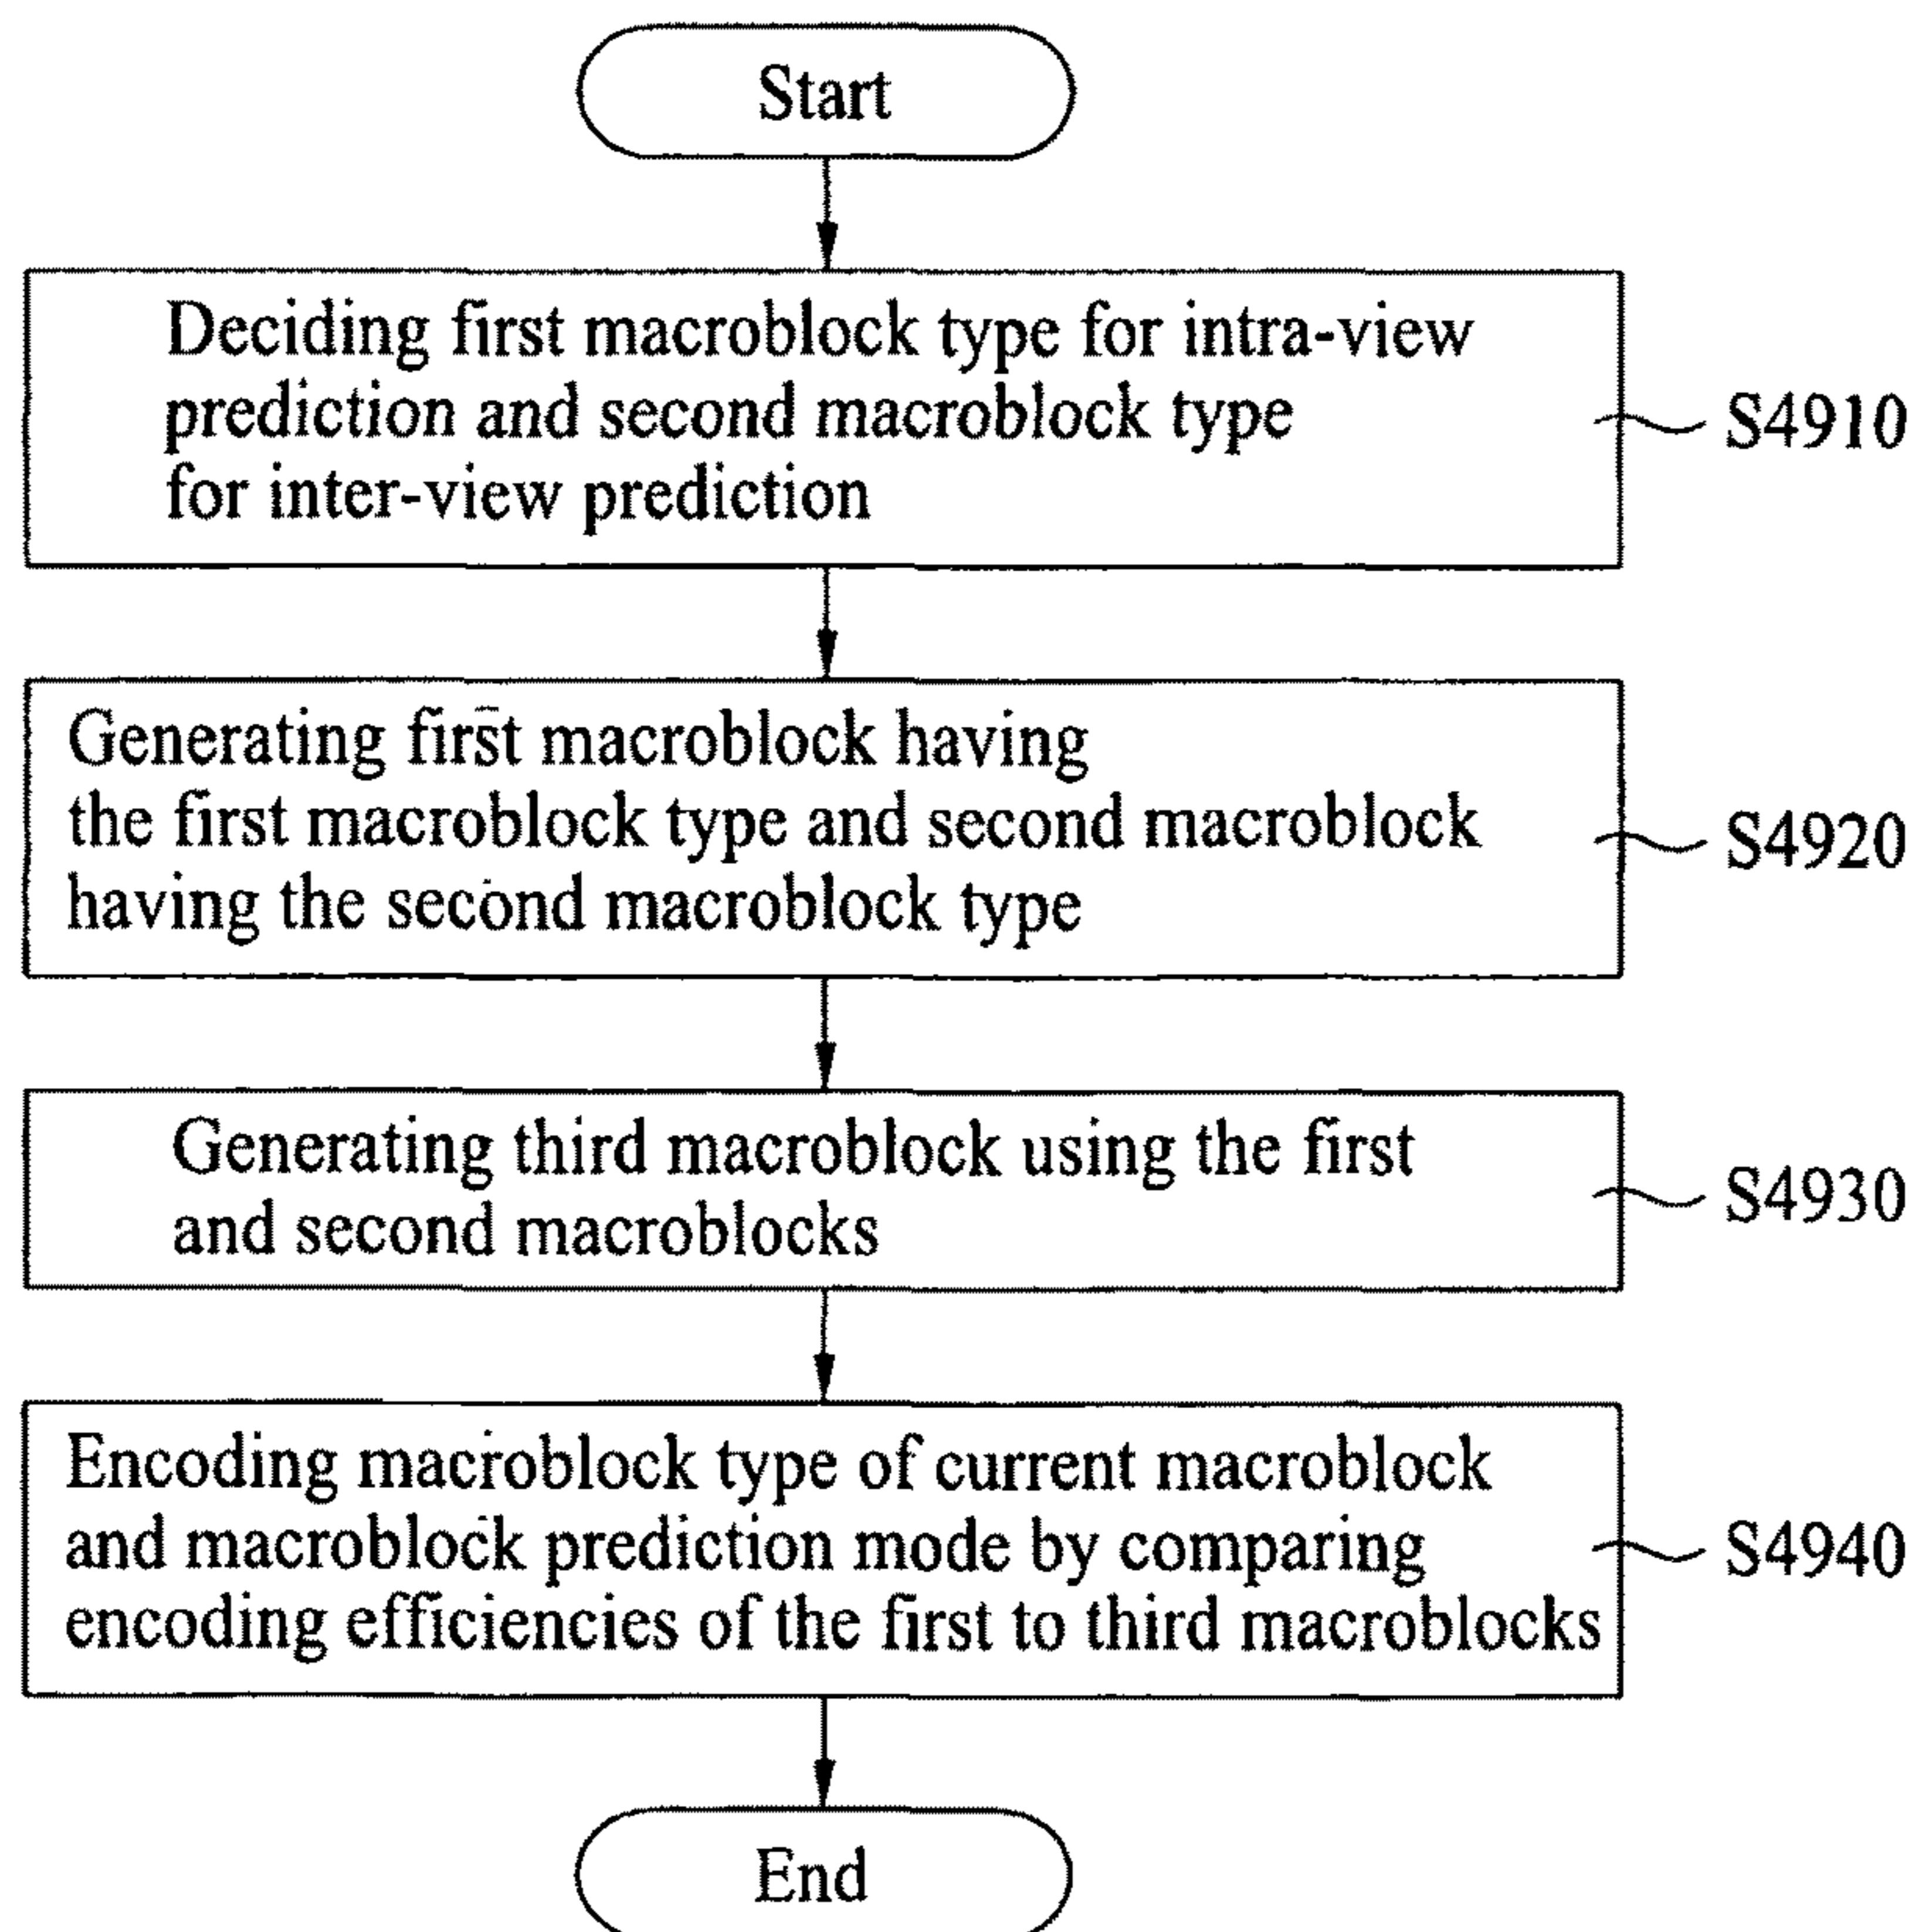 Start
Deciding first macroblock type for intra-view
prediction and second macroblock type
for inter-view prediction
S4910
Generating first macroblock having
the first macroblock type and second macroblock
having the second macroblock type
S4920
Generating third macroblock using the first
and second macroblocks
S4930
Encoding macroblock type of current macroblock
and macroblock prediction mode by comparing
encoding efficiencies of the first to third macroblocks
S4940
End